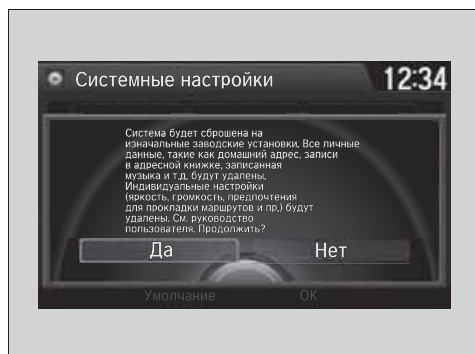 Системные настройки
12:34
Система будет сброшена на
изначальные заводские установки. Все личные
данные, такие как домашний адрес, записи
в адресной книжке, записанная
музыка и т.д. будут удалены.
Индивидуальные настройки
(яркость, громкость, предпочтения
для прокладки маршрутов и пр.) будут
удалены. См. руководство
пользователя. Продолжить?
Да
Нет
Умолчание
ОК